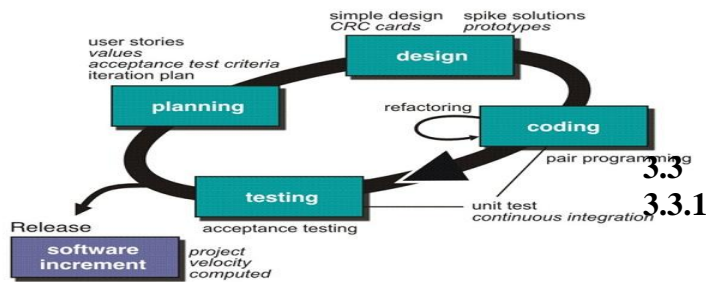 simple design
CRC cards
spike solutions
prototypes
design
user stories
values
acceptance test criteria
iteration plan
planning
refactoring
coding
pair programming
3.3
3.3.1
testing
unit test
continuous integration
acceptance testing
Release
software
increment
project
velocity
computed